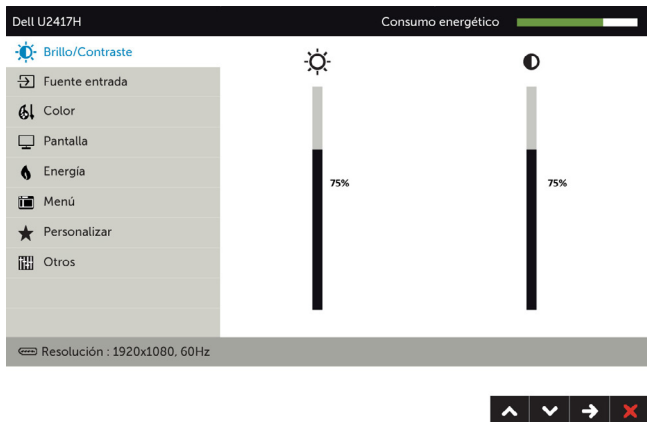 Dell U2417H
Consumo energético
Brillo/Contraste
Fuente entrada
Color
Pantalla
Energía
Menú
Personalizar
Otros
75%
75%
Resolución : 1920x1080, 60Hz